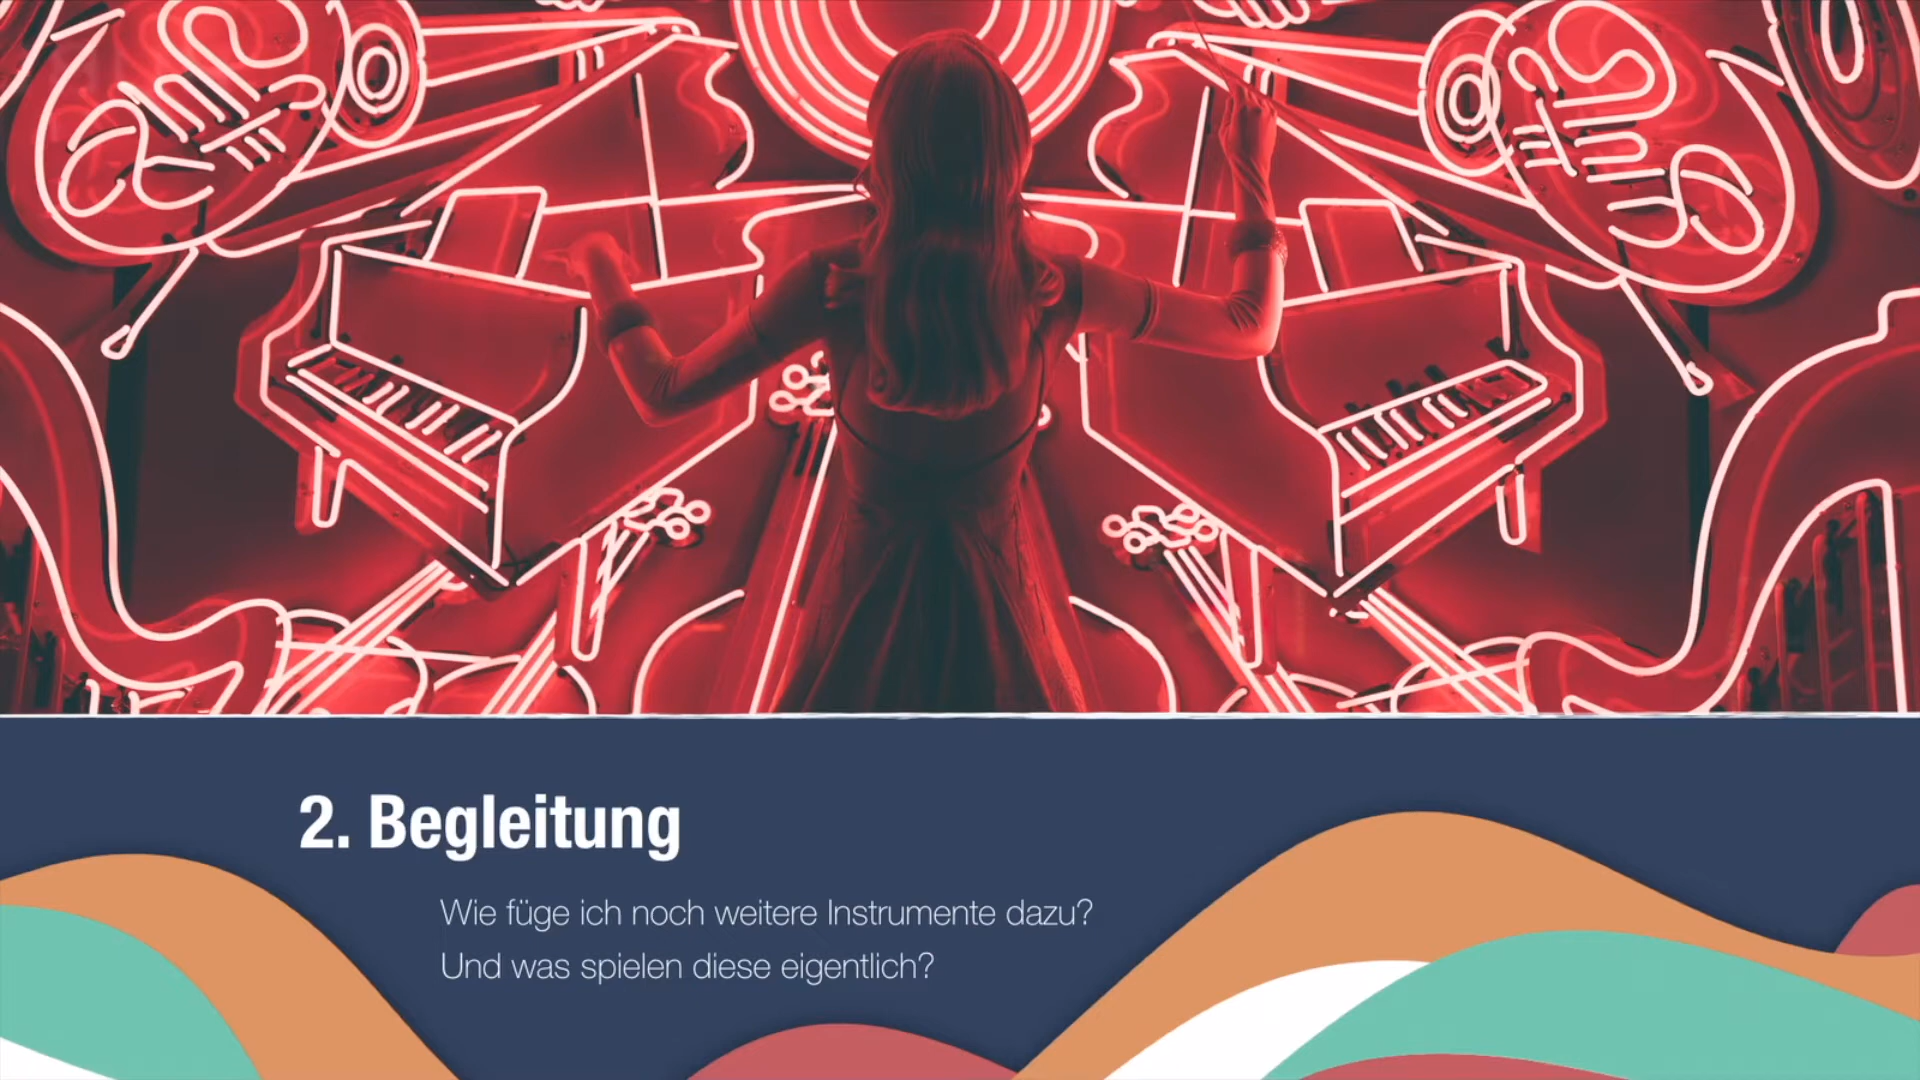 2. Begleitung
Wie füge ich noch weitere Instrumente dazu?
Und was spielen diese eigentlich?